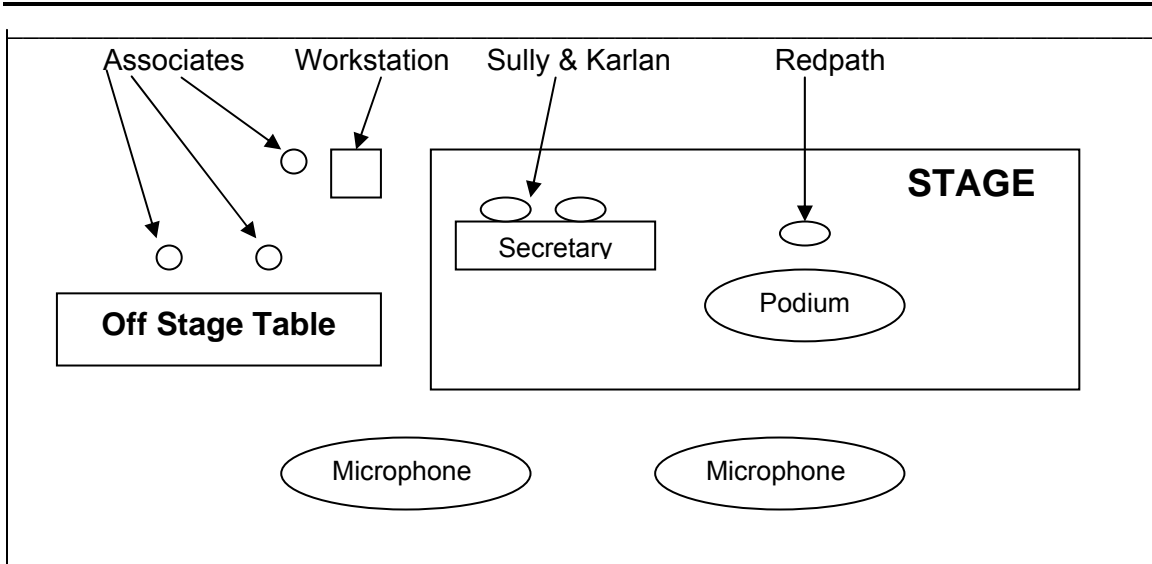 Associates Workstation Sully & Karlan Redpath
STAGE
Secretary
Podium
Off Stage Table
Microphone Microphone